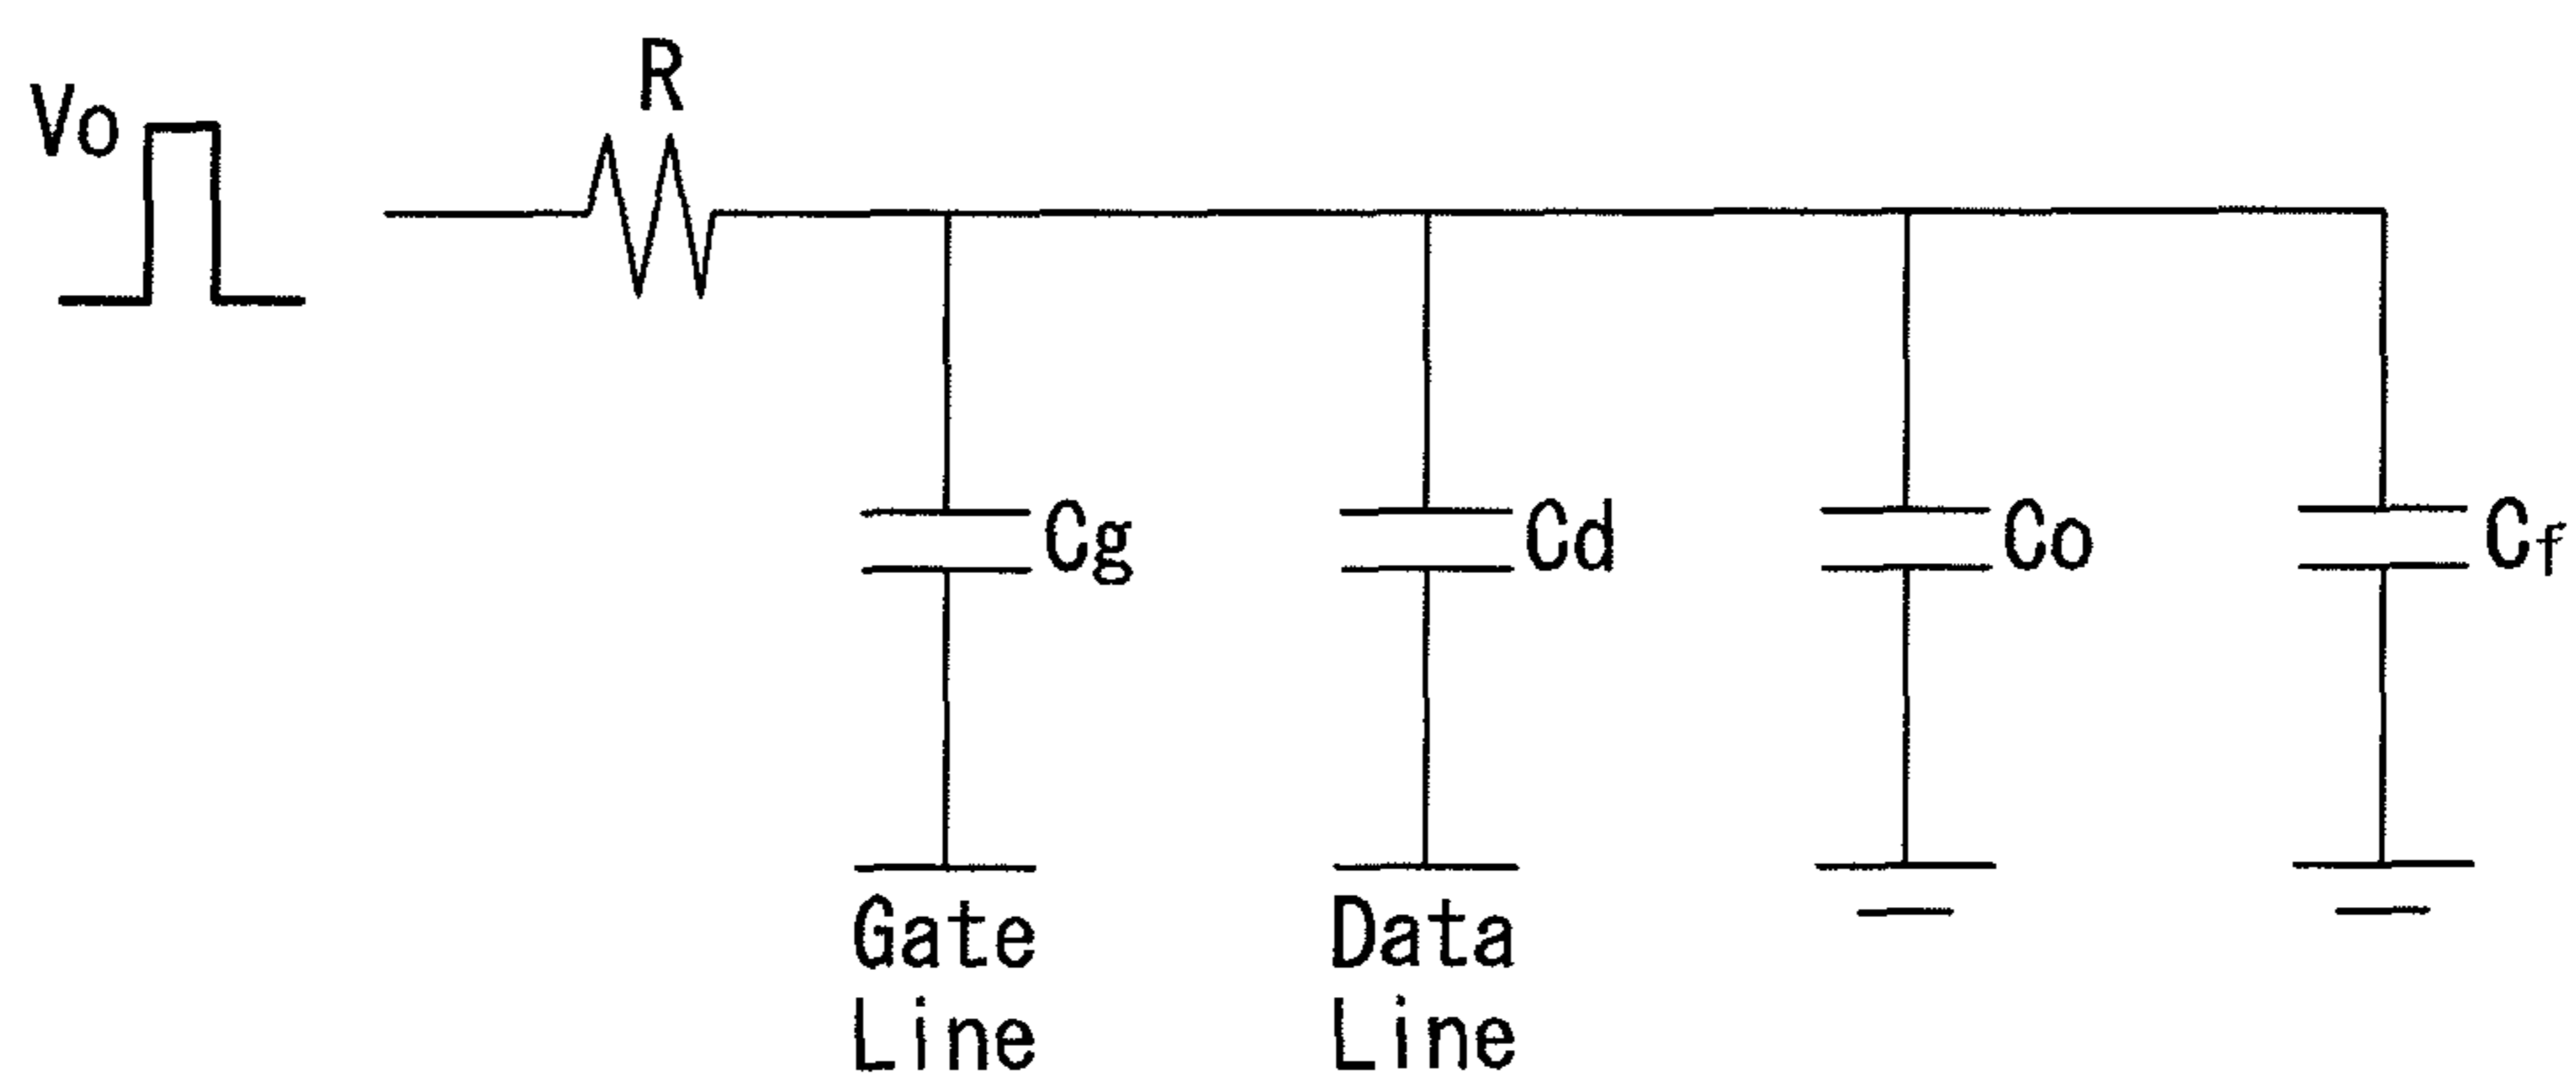 Vo
R
Cg
Cd
Co
Cf
Gate
Line
Data
Line